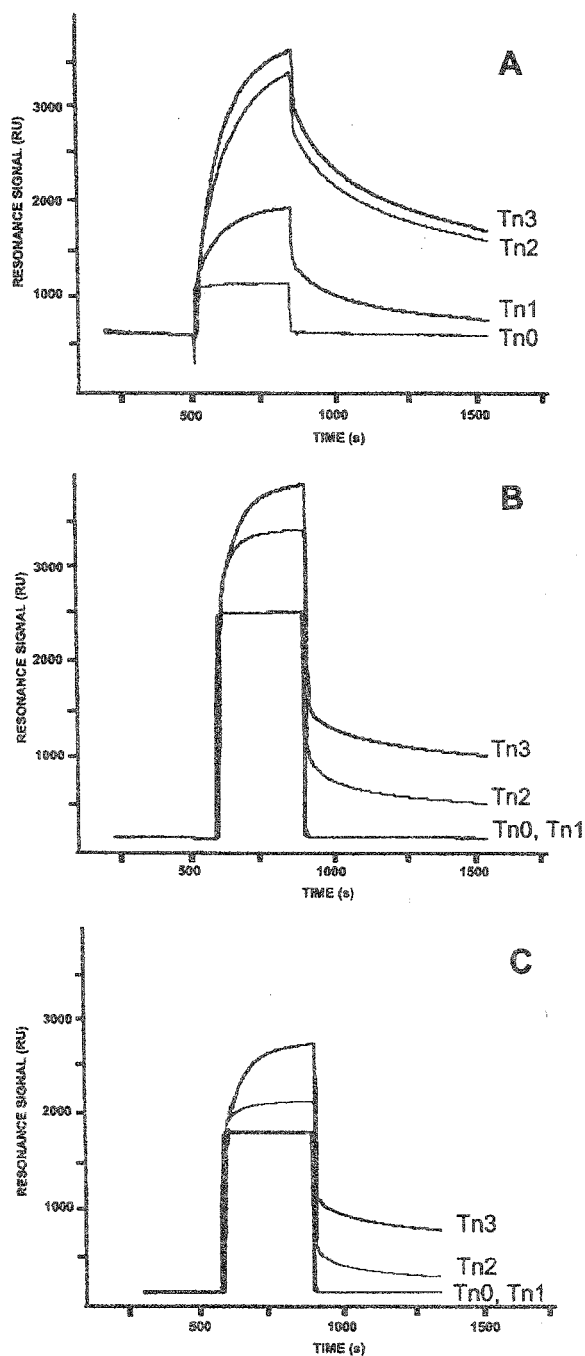 A
RESONANCE SIGNAL (RU)
3000
2000
1000
Tn3
Tn2
Tn1
Tn0
500
1000
1500
TIME (s)
B
RESONANCE SIGNAL (RU)
3000
2000
1000
Tn3
Tn2
Tn0, Tn1
500
1000
1500
TIME (s)
C
RESONANCE SIGNAL (RU)
3000
2000
1000
Tn3
Tn2
Tn0, Tn1
500
1000
1500
TIME (s)